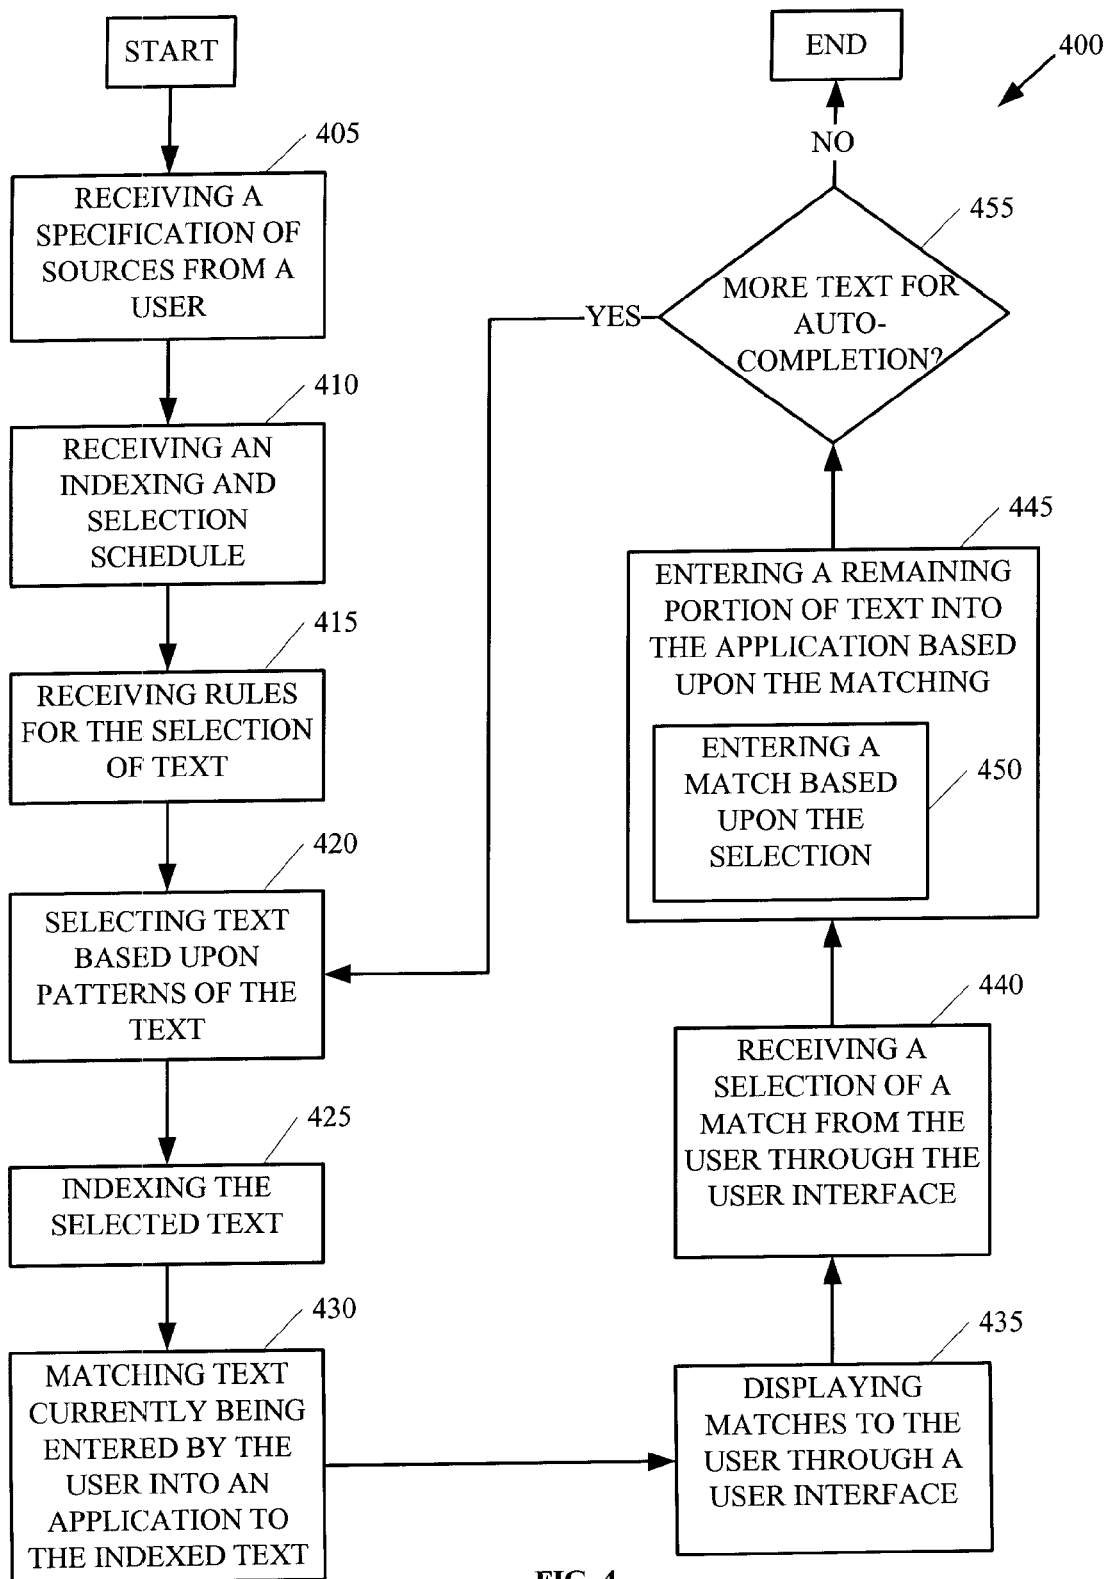 START
405
RECEIVING A
SPECIFICATION OF
SOURCES FROM A
USER
410
RECEIVING AN
INDEXING AND
SELECTION
SCHEDULE
415
RECEIVING RULES
FOR THE SELECTION
OF TEXT
420
SELECTING TEXT
BASED UPON
PATTERNS OF THE
TEXT
425
INDEXING THE
SELECTED TEXT
430
MATCHING TEXT
CURRENTLY BEING
ENTERED BY THE
USER INTO AN
APPLICATION TO
THE INDEXED TEXT
435
DISPLAYING
MATCHES TO THE
USER THROUGH A
USER INTERFACE
440
RECEIVING A
SELECTION OF A
MATCH FROM THE
USER THROUGH THE
USER INTERFACE
445
ENTERING A REMAINING
PORTION OF TEXT INTO
THE APPLICATION BASED
UPON THE MATCHING
450
ENTERING A
MATCH BASED
UPON THE
SELECTION
455
MORE TEXT FOR
AUTO-
COMPLETION?
YES
NO
END
400
FIG. 4